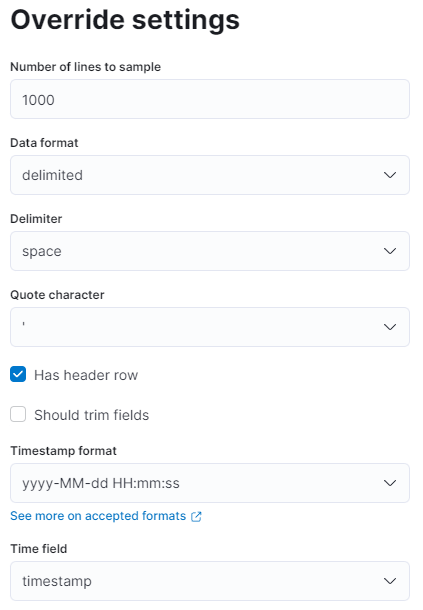 Override settings
Number of lines to sample
1000
Data format
delimited
Delimiter
space
Quote character
'
Has header row
Should trim fields
Timestamp format
yyyy-MM-dd HH:mm:ss
See more on accepted formats
Time field
timestamp